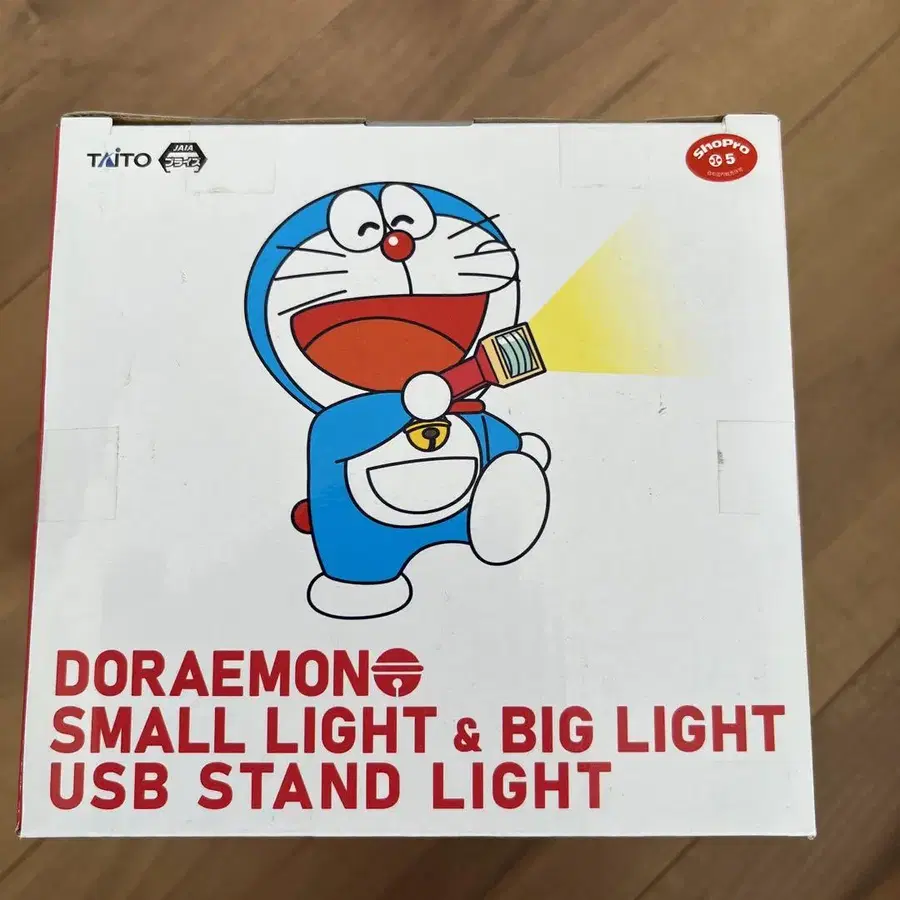 TAITO
JAIA
プライズ
ShoPro
5
DORAEMON
SMALL LIGHT & BIG LIGHT
USB STAND LIGHT